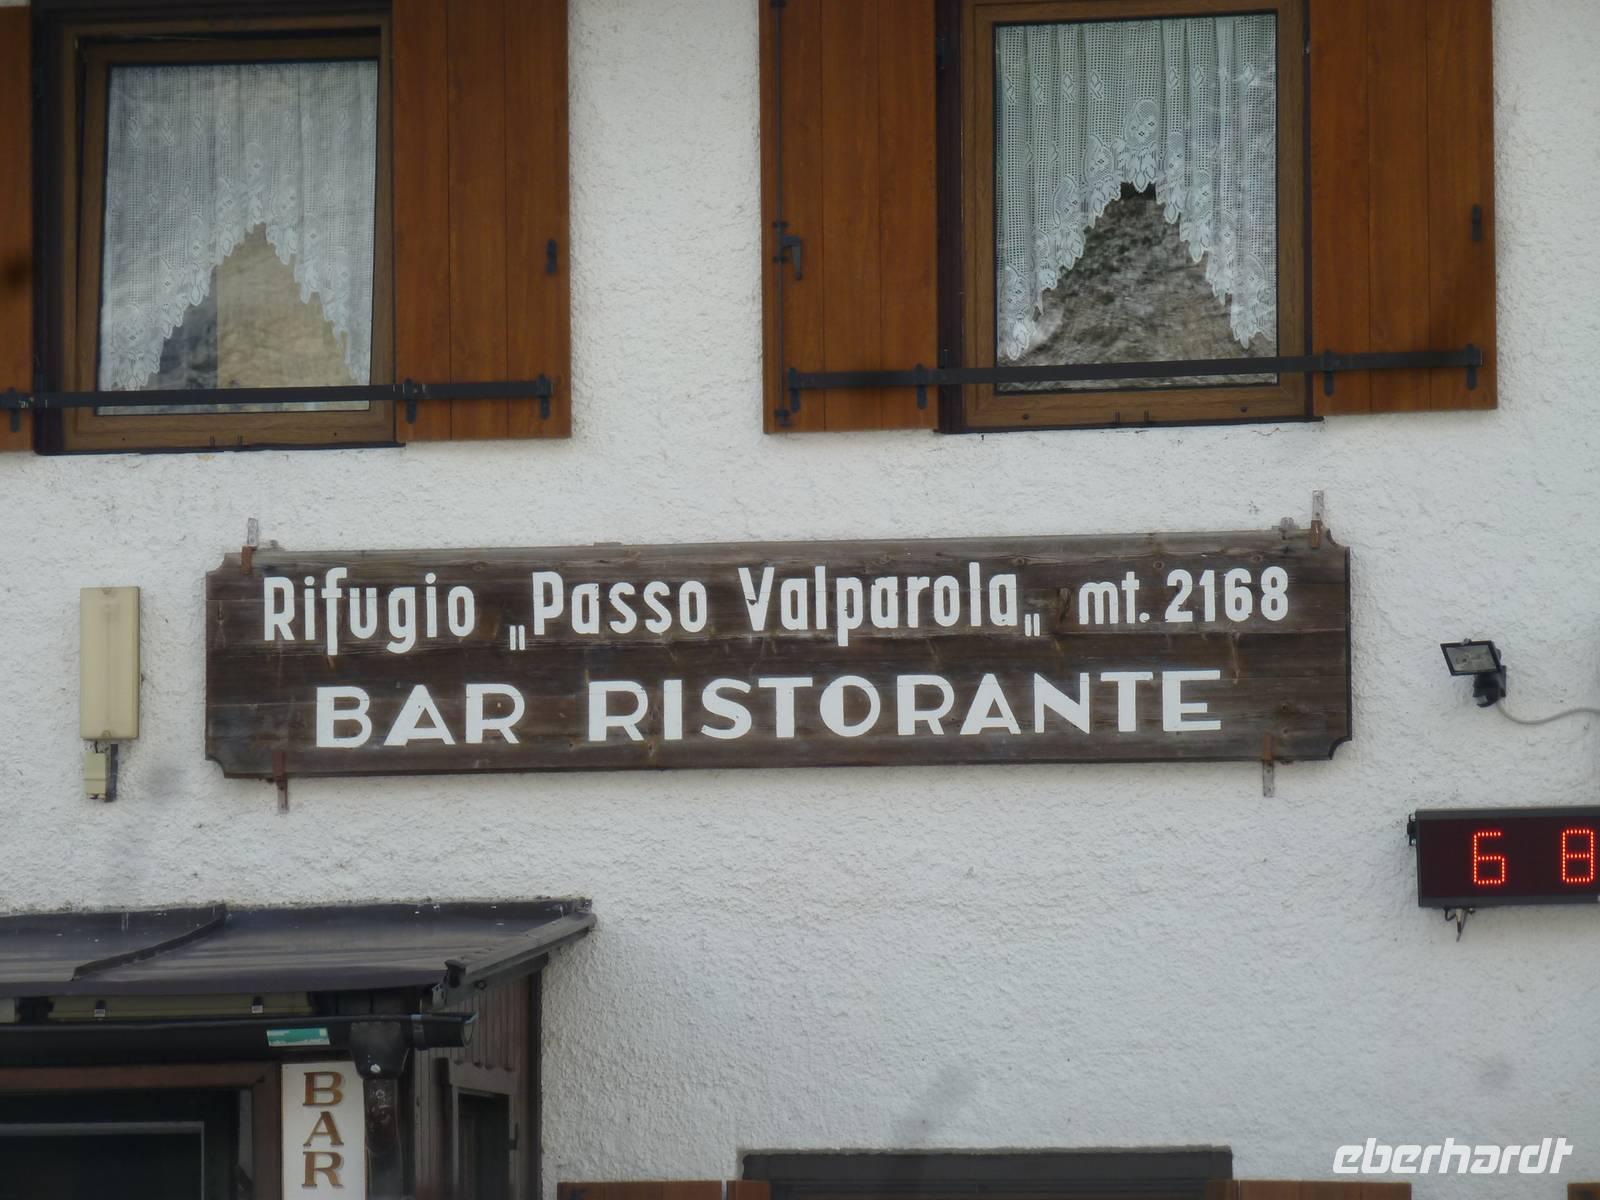 Rifugio „Passo Valparola„ mt. 2168
BAR RISTORANTE
6 8
BAR
eberhardt